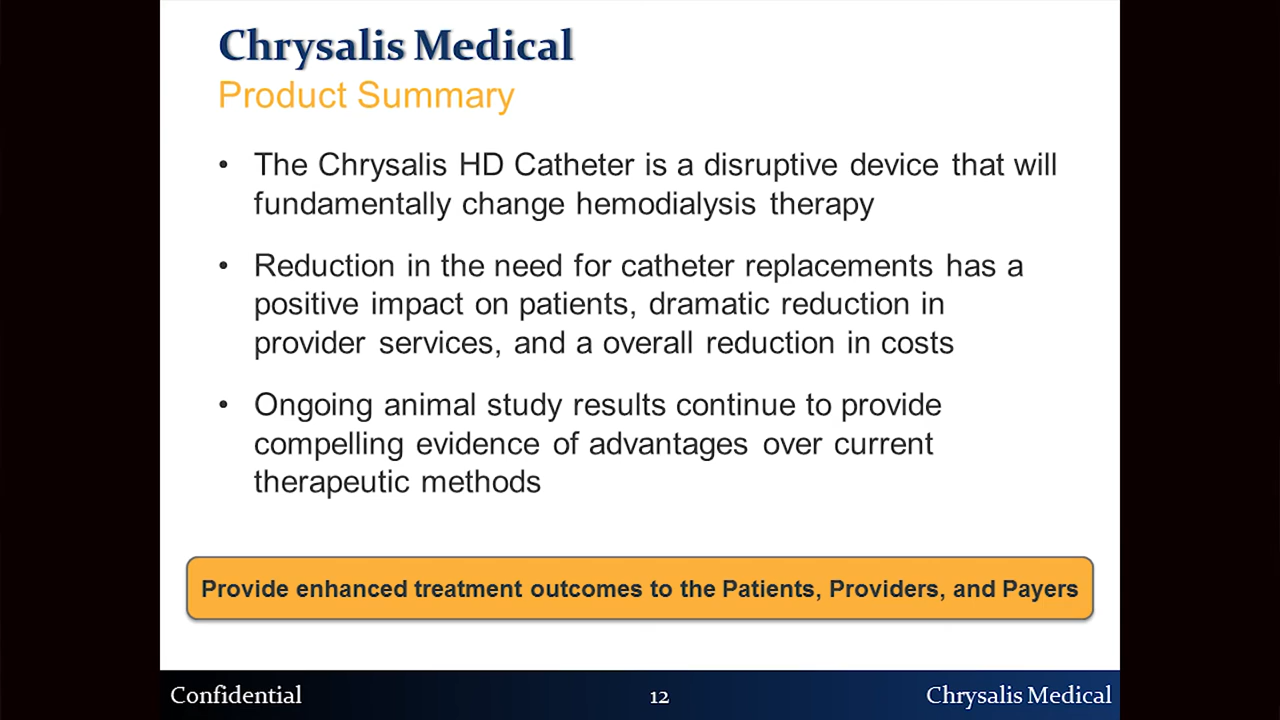 Chrysalis Medical
Product Summary
• The Chrysalis HD Catheter is a disruptive device that will
fundamentally change hemodialysis therapy
• Reduction in the need for catheter replacements has a
positive impact on patients, dramatic reduction in
provider services, and a overall reduction in costs
• Ongoing animal study results continue to provide
compelling evidence of advantages over current
therapeutic methods
Provide enhanced treatment outcomes to the Patients, Providers, and Payers
Confidential 12 Chrysalis Medical